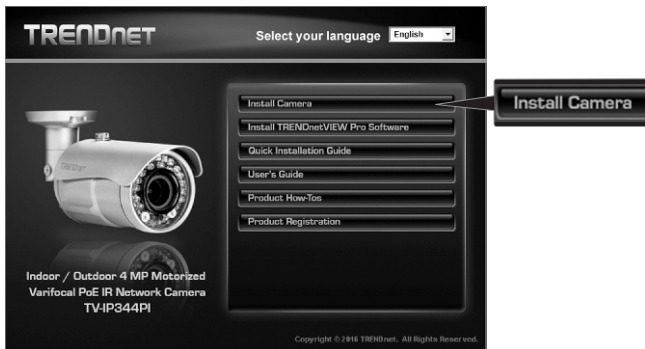 TRENDnET
Select your language English
Install Camera
Install Camera
Install TRENDnetVIEW Pro Software
Quick Installation Guide
User's Guide
Product How-Tos
Product Registration
TRENDnet
Indoor / Outdoor 4 MP Motorized
Varifocal PoE IR Network Camera
TV-IP344PI
Copyright ©2016 TRENDnet. All Rights Reserved.